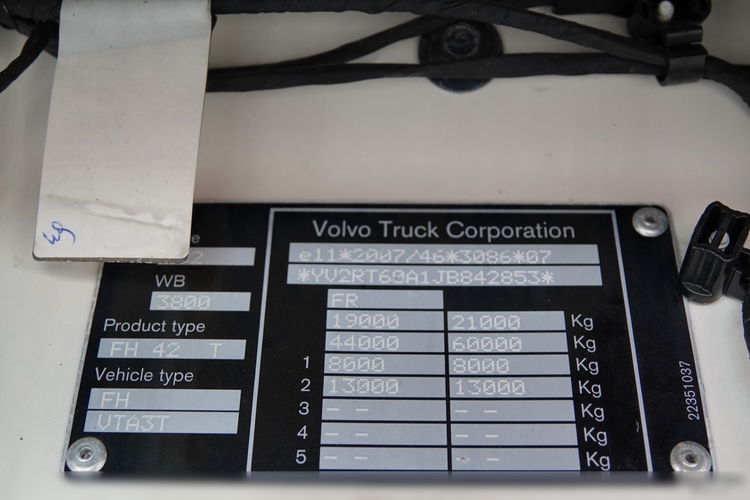 63
Volvo Truck Corporation
e11*2007/46*3086*07
*YV2RT69A1JB842853*
WB
3800
Product type
FH 42 T
Vehicle type
FH
VTA3T
FR
19000 21000 Kg
44000 60000 Kg
1 8000 8000 Kg
2 13000 13000 Kg
3 -- -- Kg
4 -- -- Kg
5 -- -- Kg
22351037